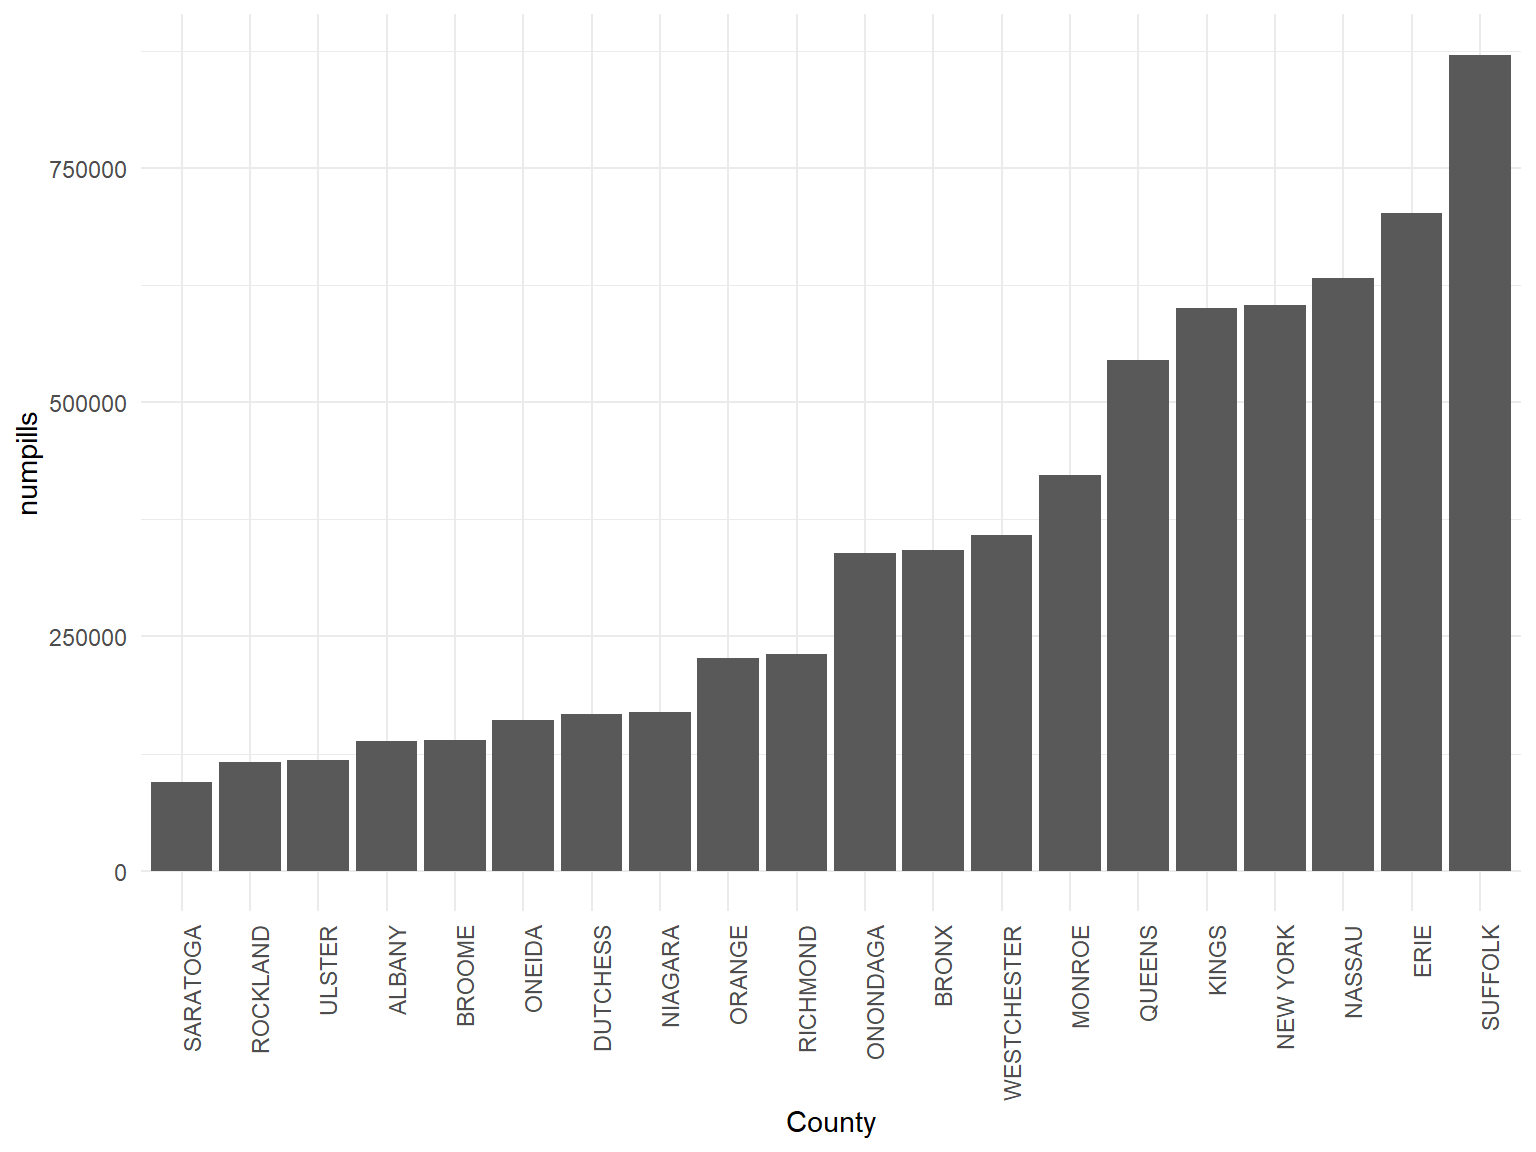 numpills
750000
500000
250000
0
SARATOGA
ROCKLAND
ULSTER
ALBANY
BROOME
ONEIDA
DUTCHESS
NIAGARA
ORANGE
RICHMOND
ONONDAGA
BRONX
WESTCHESTER
MONROE
QUEENS
KINGS
NEW YORK
NASSAU
ERIE
SUFFOLK
County